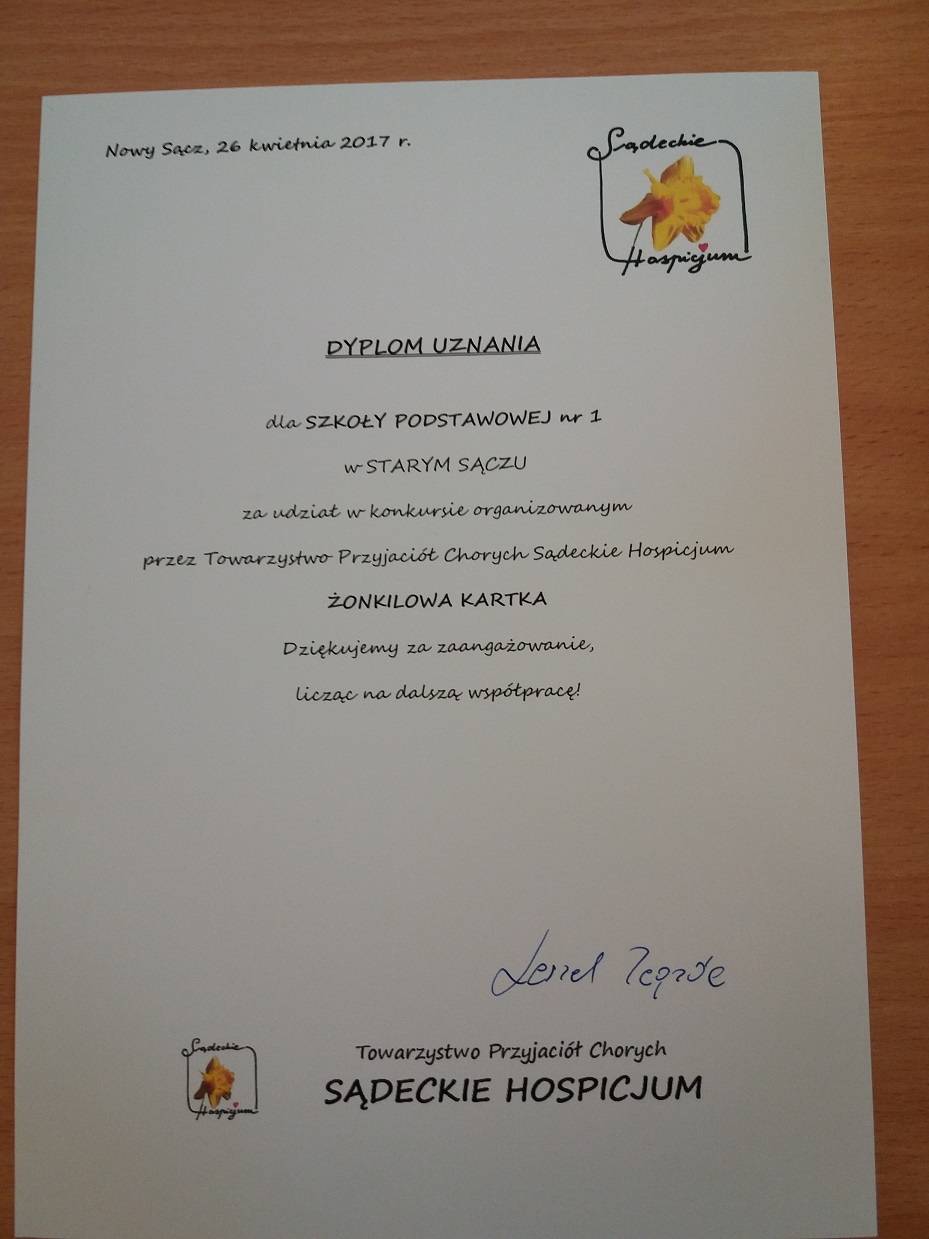 Nowy Sącz, 26 kwietnia 2017 r.
Sądeckie
Hospicjum
DYPLOM UZNANIA
dla SZKOŁY PODSTAWOWEJ nr 1
w STARYM SĄCZU
za udział w konkursie organizowanym
przez Towarzystwo Przyjaciół Chorych Sądeckie Hospicjum
ŻONKILOWA KARTKA
Dziękujemy za zaangażowanie,
licząc na dalszą współpracę!
Sądeckie
Hospicjum
Towarzystwo Przyjaciół Chorych
SĄDECKIE HOSPICJUM